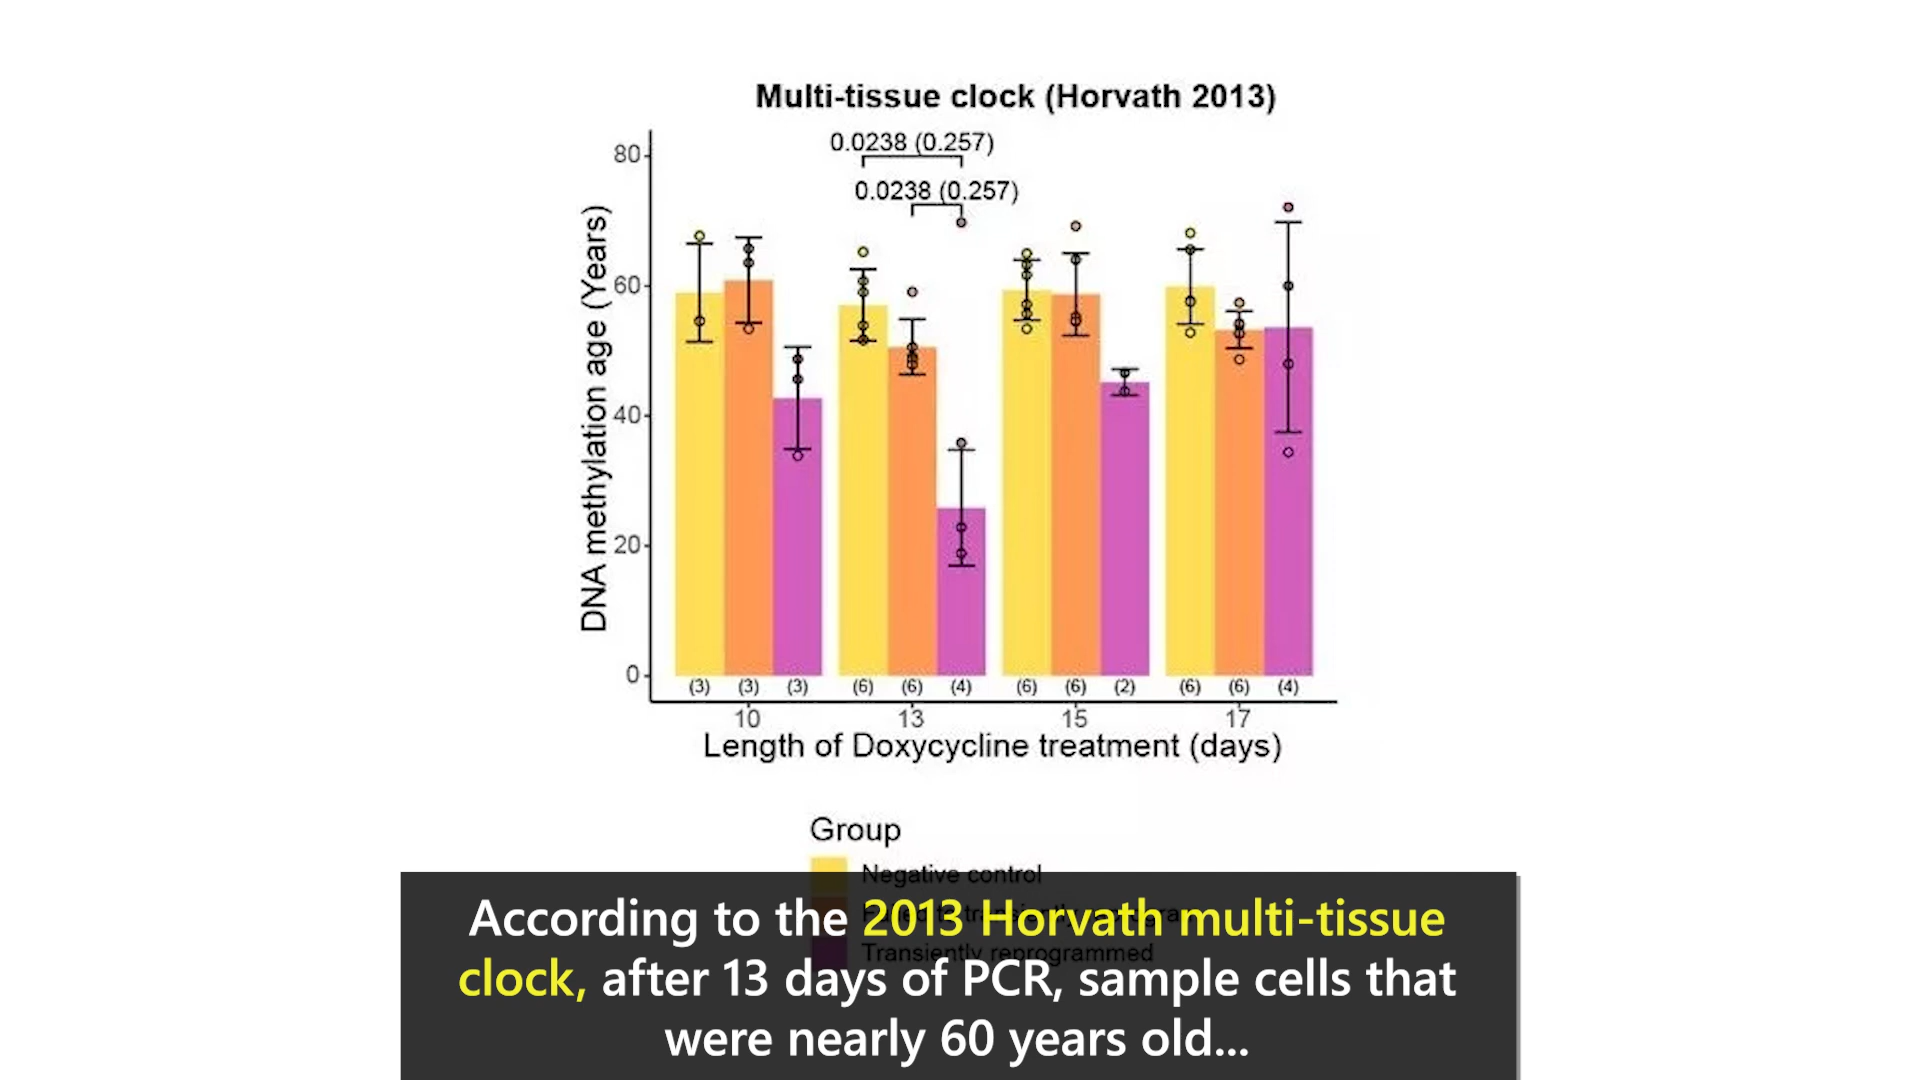 Multi-tissue clock (Horvath 2013)
0.0238 (0.257)
0.0238 (0.257)
DNA methylation age (Years)
80
60
40
20
0
(3) (3) (3) (6) (6) (4) (6) (6) (2) (6) (6) (4)
10 13 15 17
Length of Doxycycline treatment (days)
Group
Negative control
Transiently reprogrammed
According to the 2013 Horvath multi-tissue
clock, after 13 days of PCR, sample cells that
were nearly 60 years old...